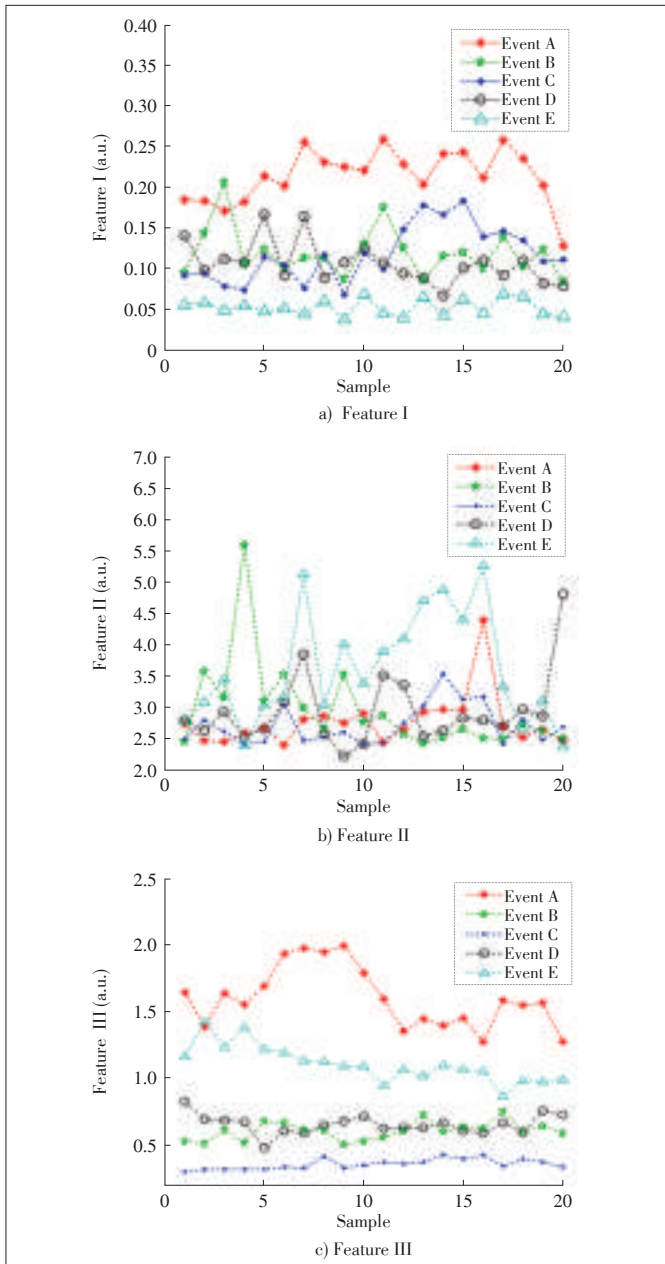 0.40
0.35
0.30
0.25
0.20
0.15
0.10
0.05
0
Feature I (a.u.)
Event A
Event B
Event C
Event D
Event E
0 5 10 15 20
Sample
a) Feature I
7.0
6.5
6.0
5.5
5.0
4.5
4.0
3.5
3.0
2.5
2.0
Feature II (a.u.)
Event A
Event B
Event C
Event D
Event E
0 5 10 15 20
Sample
b) Feature II
2.5
2.0
1.5
1.0
0.5
Feature III (a.u.)
Event A
Event B
Event C
Event D
Event E
0 5 10 15 20
Sample
c) Feature III